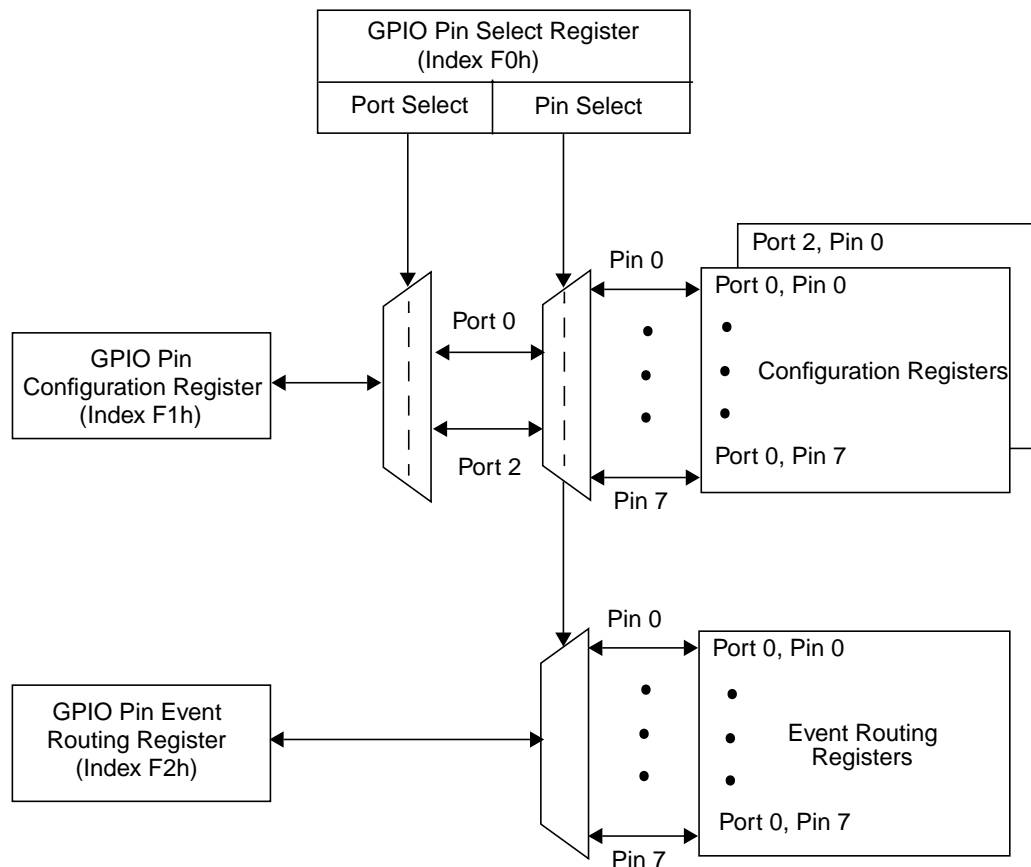 GPIO Pin Select Register
(Index F0h)
Port Select
Pin Select
Port 2, Pin 0
Pin 0
Port 0, Pin 0
Port 0
GPIO Pin
Configuration Register
(Index F1h)
Configuration Registers
Port 2
Port 0, Pin 7
Pin 7
Pin 0
Port 0, Pin 0
GPIO Pin Event
Routing Register
(Index F2h)
Event Routing
Registers
Port 0, Pin 7
Pin 7